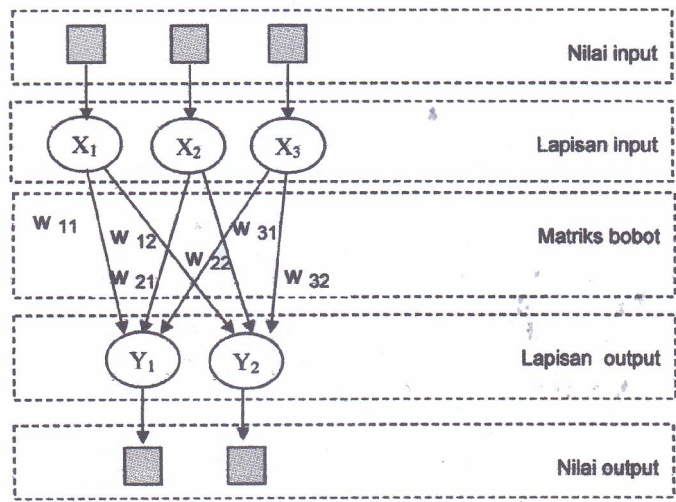 Nilai input
X1 X2 X3 Lapisan input
W 11 W 12 W 21 W 22 W 31 W 32 Matriks bobot
Y1 Y2 Lapisan output
Nilai output